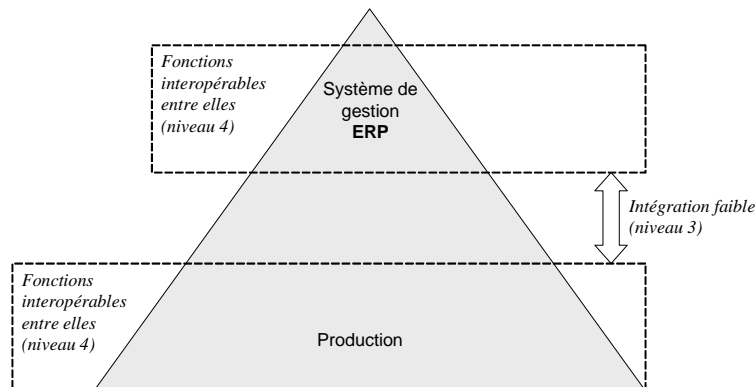 Fonctions
interopérables
entre elles
(niveau 4)
Système de
gestion
ERP
Intégration faible
(niveau 3)
Fonctions
interopérables
entre elles
(niveau 4)
Production